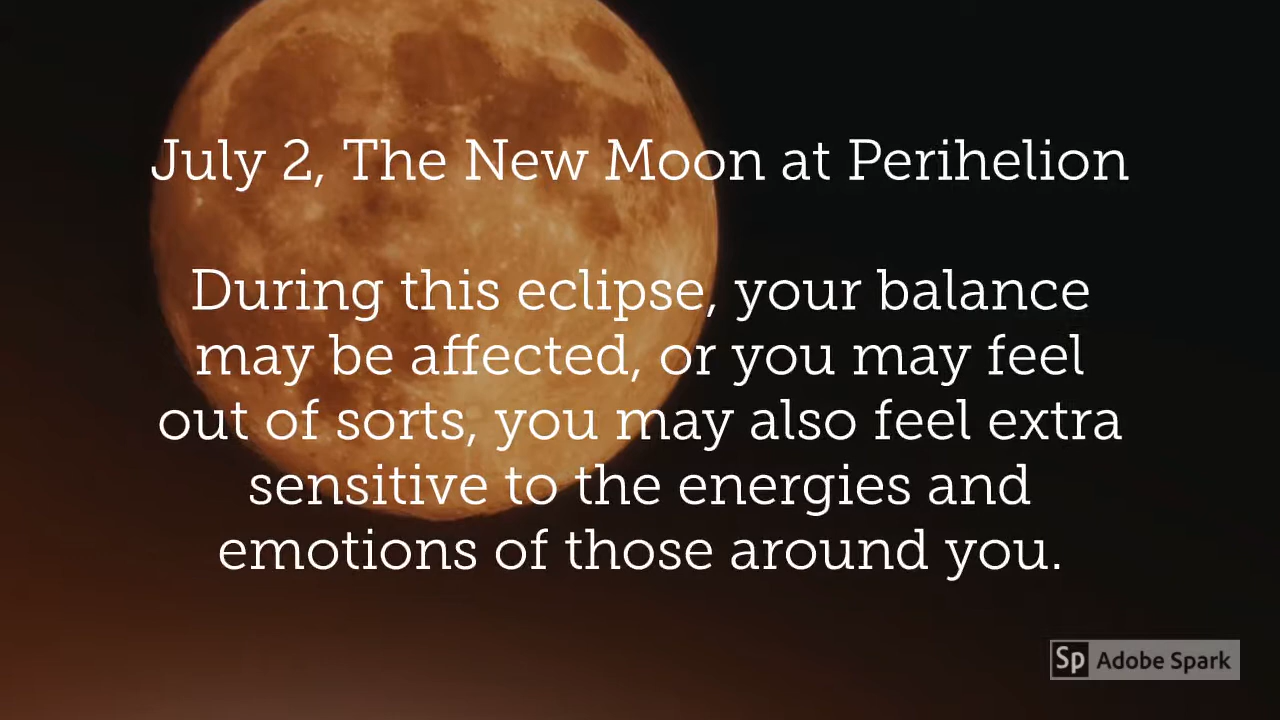 July 2, The New Moon at Perihelion
During this eclipse, your balance
may be affected, or you may feel
out of sorts, you may also feel extra
sensitive to the energies and
emotions of those around you.
Sp Adobe Spark